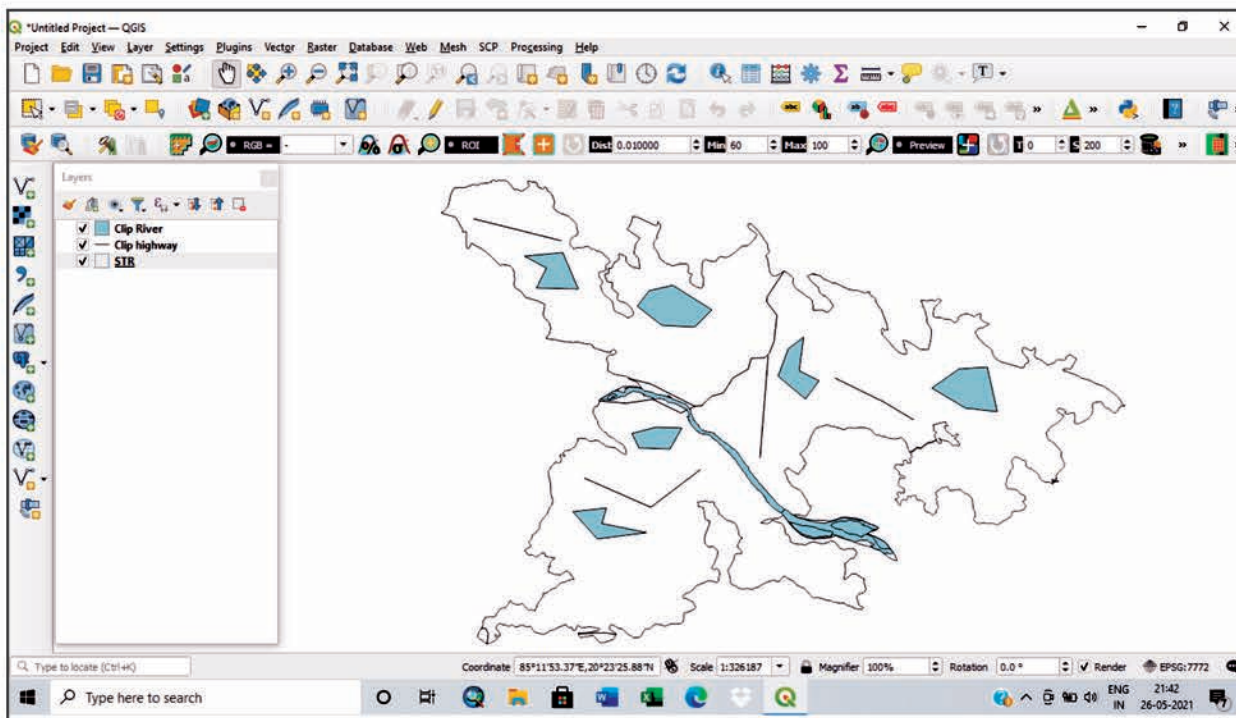 *Untitled Project — QGIS
Project Edit View Layer Settings Plugins Vector Raster Database Web Mesh SCP Processing Help
RGB = - ROI Dist 0.010000 Min 60 Max 100 Preview T 0 S 200
Layers
Clip River
Clip highway
STR
Type to locate (Ctrl+K) Coordinate 85°11'53.37"E,20°23'25.88"N Scale 1:326187 Magnifier 100% Rotation 0.0 ° Render EPSG:7772
Type here to search ENG 21:42
IN 26-05-2021